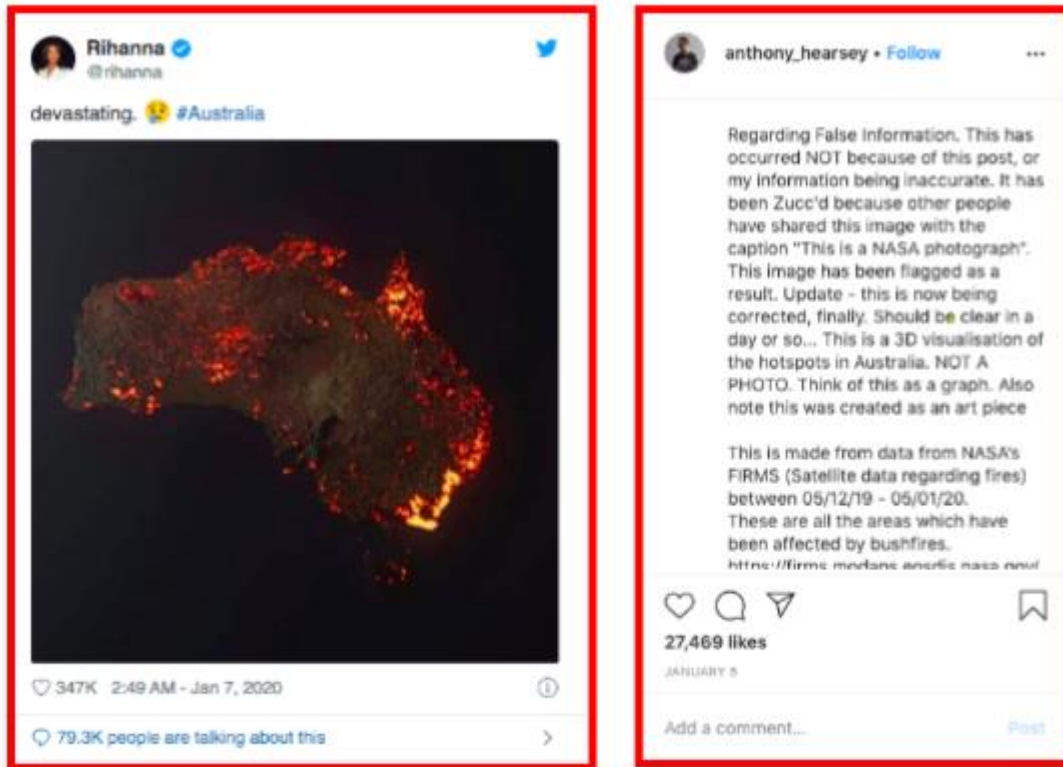 Rihanna
@rihanna
devastating. 😢 #Australia
347K 2:49 AM - Jan 7, 2020
79.3K people are talking about this
anthony_hearsey • Follow
Regarding False Information. This has
occurred NOT because of this post, or
my information being inaccurate. It has
been Zucc'd because other people
have shared this image with the
caption "This is a NASA photograph".
This image has been flagged as a
result. Update - this is now being
corrected, finally. Should be clear in a
day or so... This is a 3D visualisation of
the hotspots in Australia. NOT A
PHOTO. Think of this as a graph. Also
note this was created as an art piece
This is made from data from NASA's
FIRMS (Satellite data regarding fires)
between 05/12/19 - 05/01/20.
These are all the areas which have
been affected by bushfires.
https://firms.modaps.eosdis.nasa.gov/
27,469 likes
JANUARY 5
Add a comment...
Post